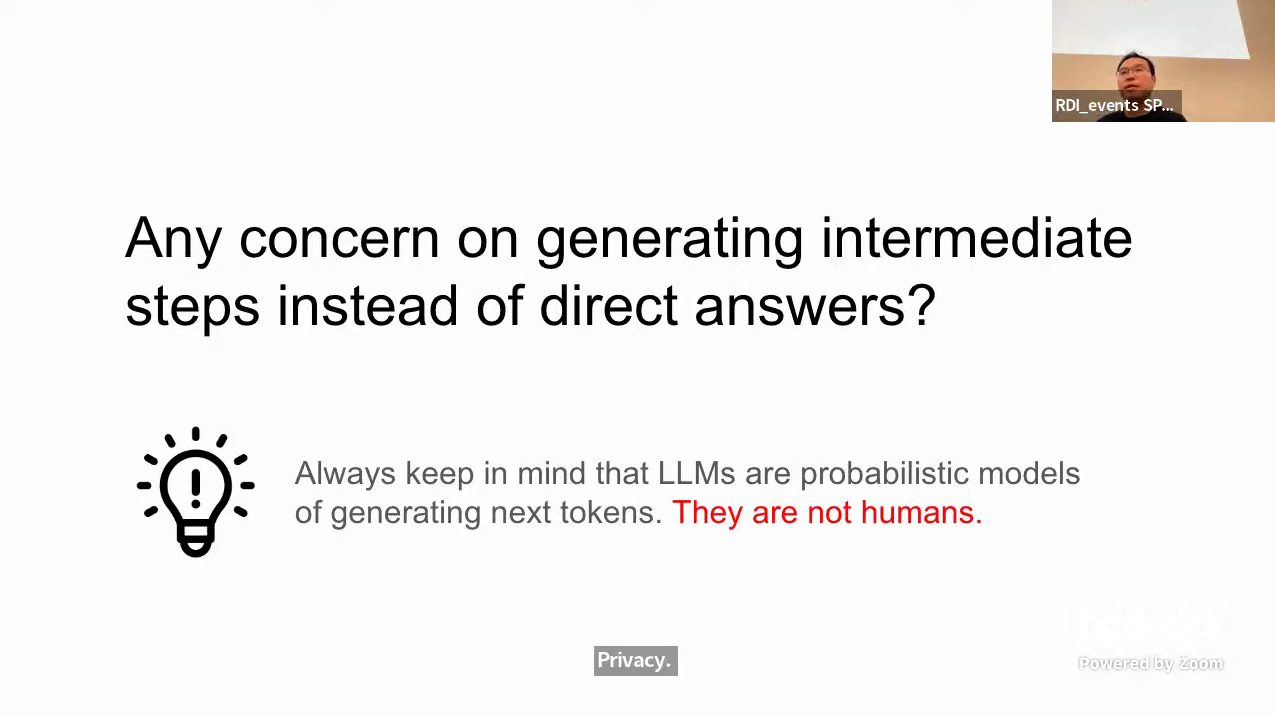 RDI_events SP...
Any concern on generating intermediate
steps instead of direct answers?
Always keep in mind that LLMs are probabilistic models
of generating next tokens. They are not humans.
Privacy.
Powered by Zoom